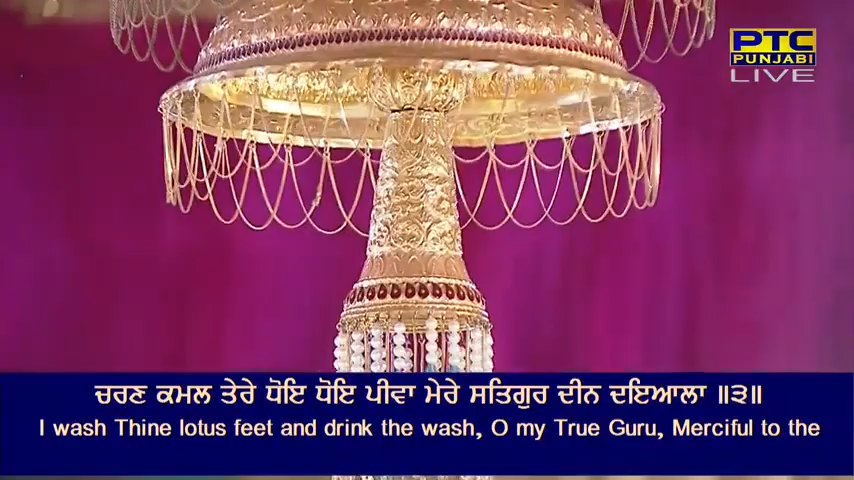 PTC
PUNJABI
LIVE
ਚਰਣ ਕਮਲ ਤੇਰੇ ਧੋਇ ਧੋਇ ਪੀਵਾ ਮੇਰੇ ਸਤਿਗੁਰ ਦੀਨ ਦਇਆਲਾ ॥੩॥
I wash Thine lotus feet and drink the wash, O my True Guru, Merciful to the